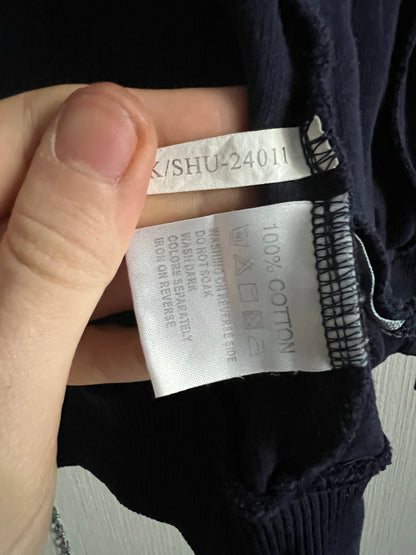 K/SHU-24011
100% COTTON
WASHING ON REVERSE SIDE
DO NOT SOAK
WASH DARK
COLORS SEPARATELY
IRON ON REVERSE